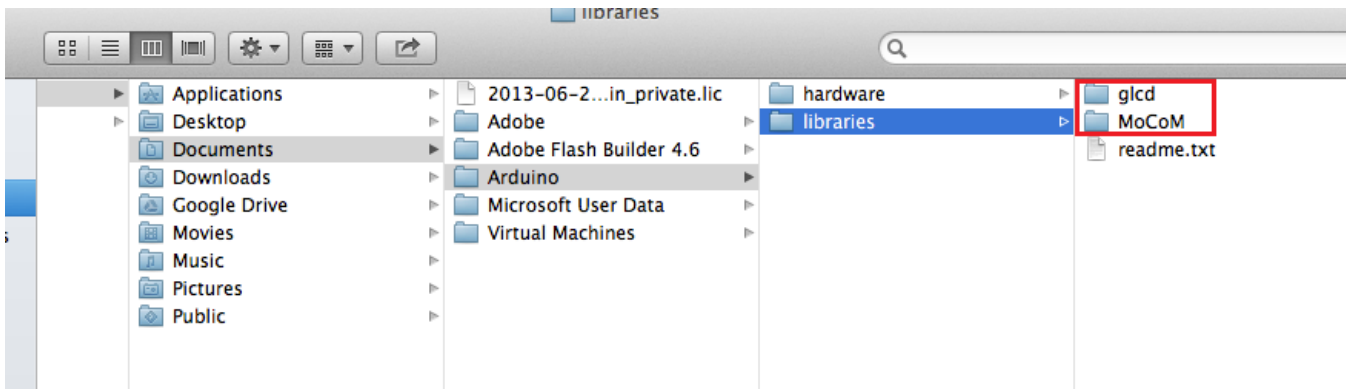 libraries
Applications
Desktop
Documents
Downloads
Google Drive
Movies
Music
Pictures
Public
2013-06-2...in_private.lic
Adobe
Adobe Flash Builder 4.6
Arduino
Microsoft User Data
Virtual Machines
hardware
libraries
glcd
MoCoM
readme.txt